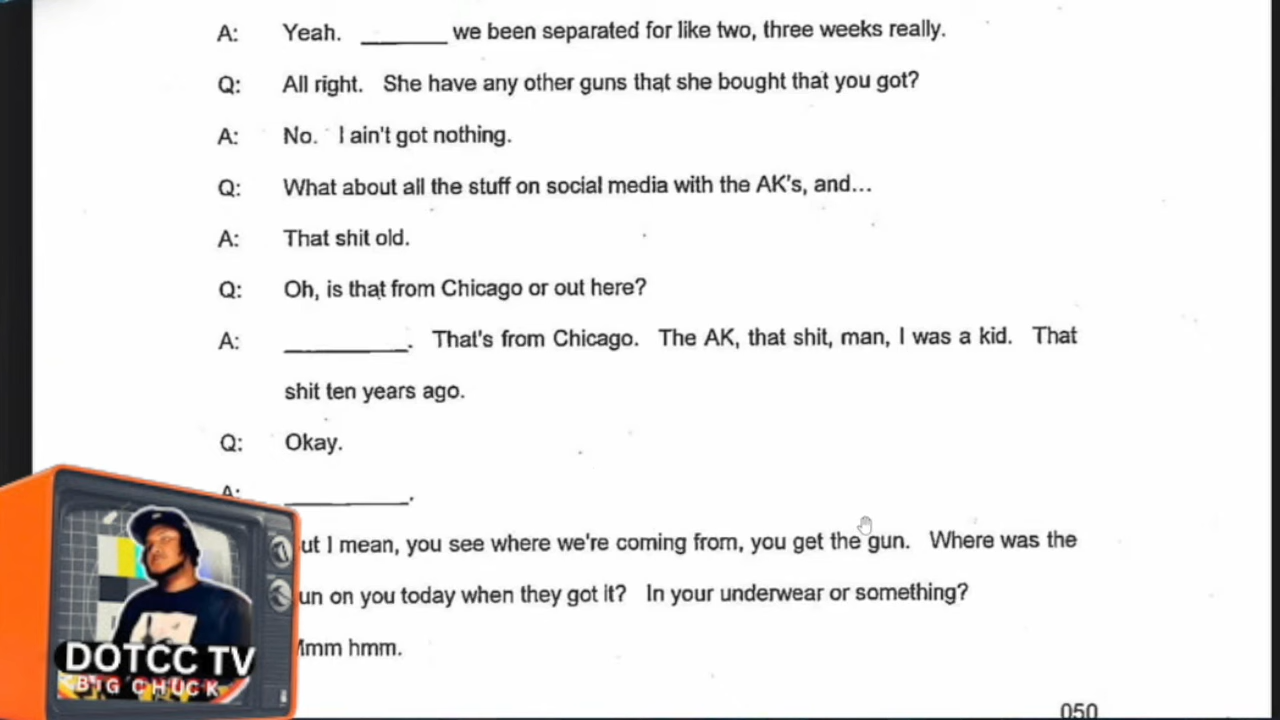 A: Yeah. ________ we been separated for like two, three weeks really.
Q: All right. She have any other guns that she bought that you got?
A: No. I ain't got nothing.
Q: What about all the stuff on social media with the AK's, and...
A: That shit old.
Q: Oh, is that from Chicago or out here?
A: ___________. That's from Chicago. The AK, that shit, man, I was a kid. That
shit ten years ago.
Q: Okay.
A: ___________.
ut I mean, you see where we're coming from, you get the gun. Where was the
un on you today when they got it? In your underwear or something?
Mmm hmm.
050
DOTCC TV
BIG CHUCK